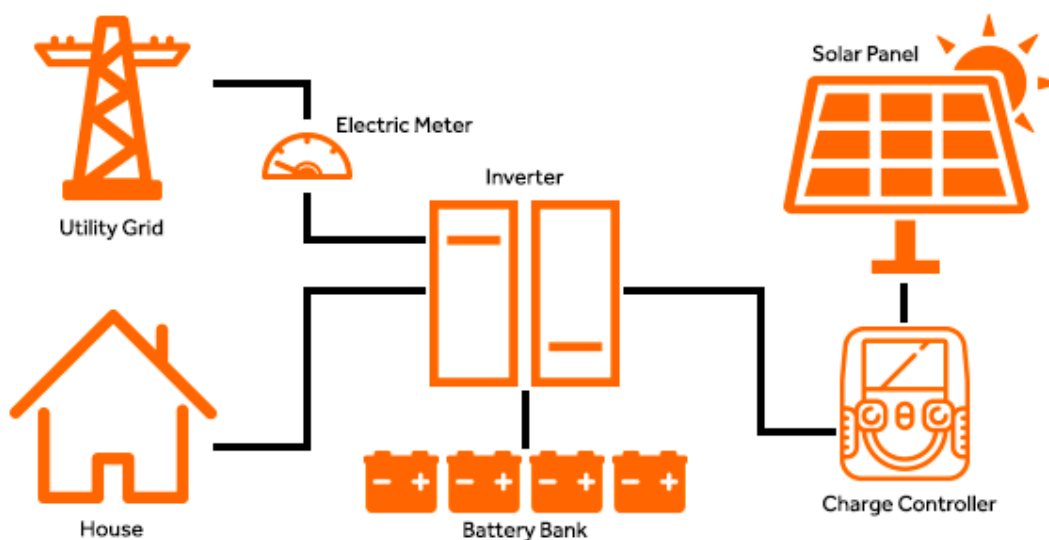 Solar Panel
Electric Meter
Inverter
Utility Grid
House
Battery Bank
Charge Controller